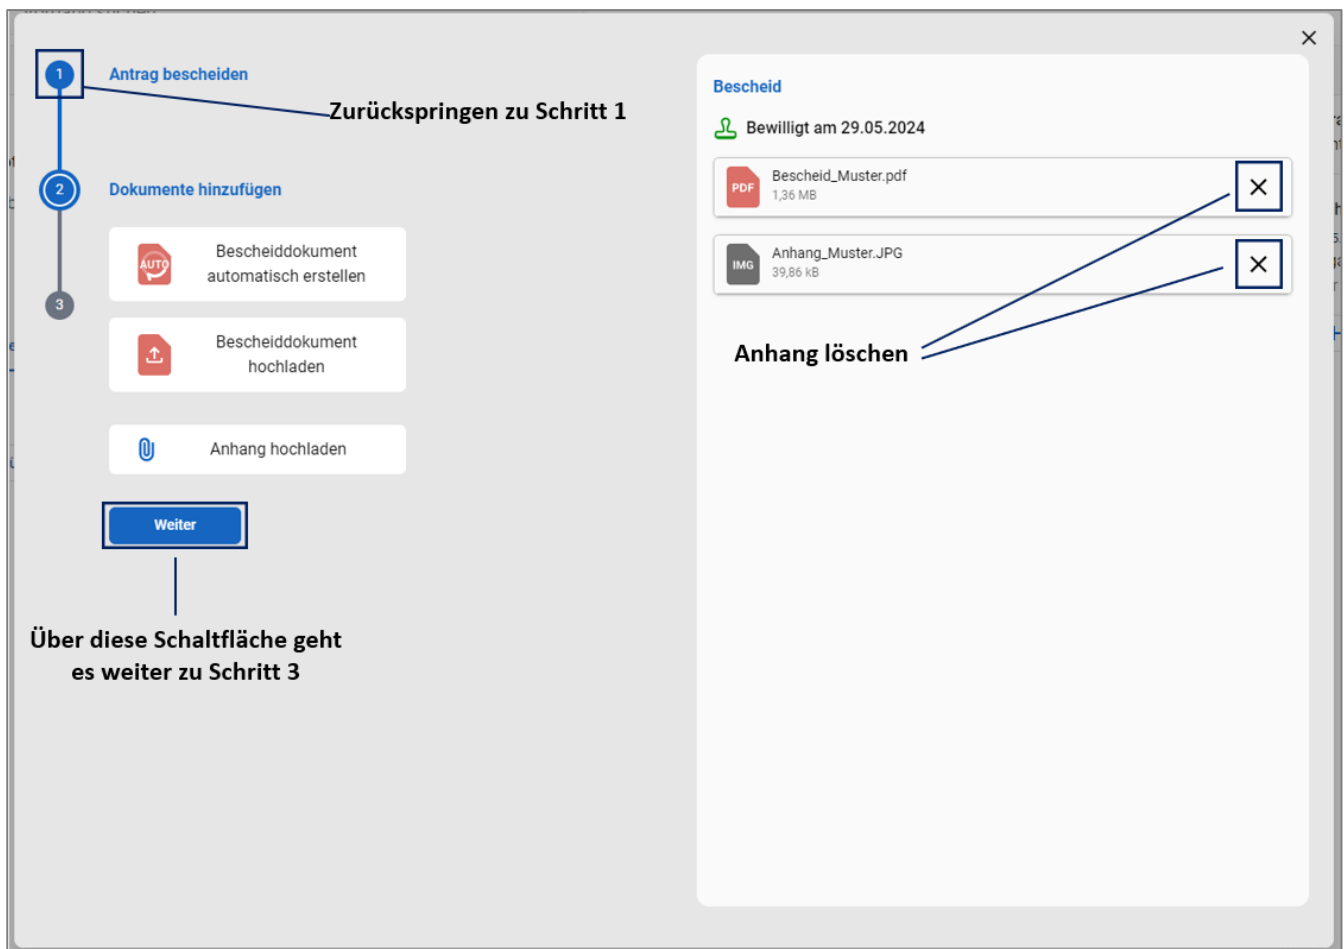 1
Antrag bescheiden
Zurückspringen zu Schritt 1
2
Dokumente hinzufügen
AUTO
Bescheiddokument
automatisch erstellen
3
Bescheiddokument
hochladen
Anhang hochladen
Weiter
Über diese Schaltfläche geht
es weiter zu Schritt 3
Bescheid
Bewilligt am 29.05.2024
PDF
Bescheid_Muster.pdf
1,36 MB
IMG
Anhang_Muster.JPG
39,86 kB
Anhang löschen